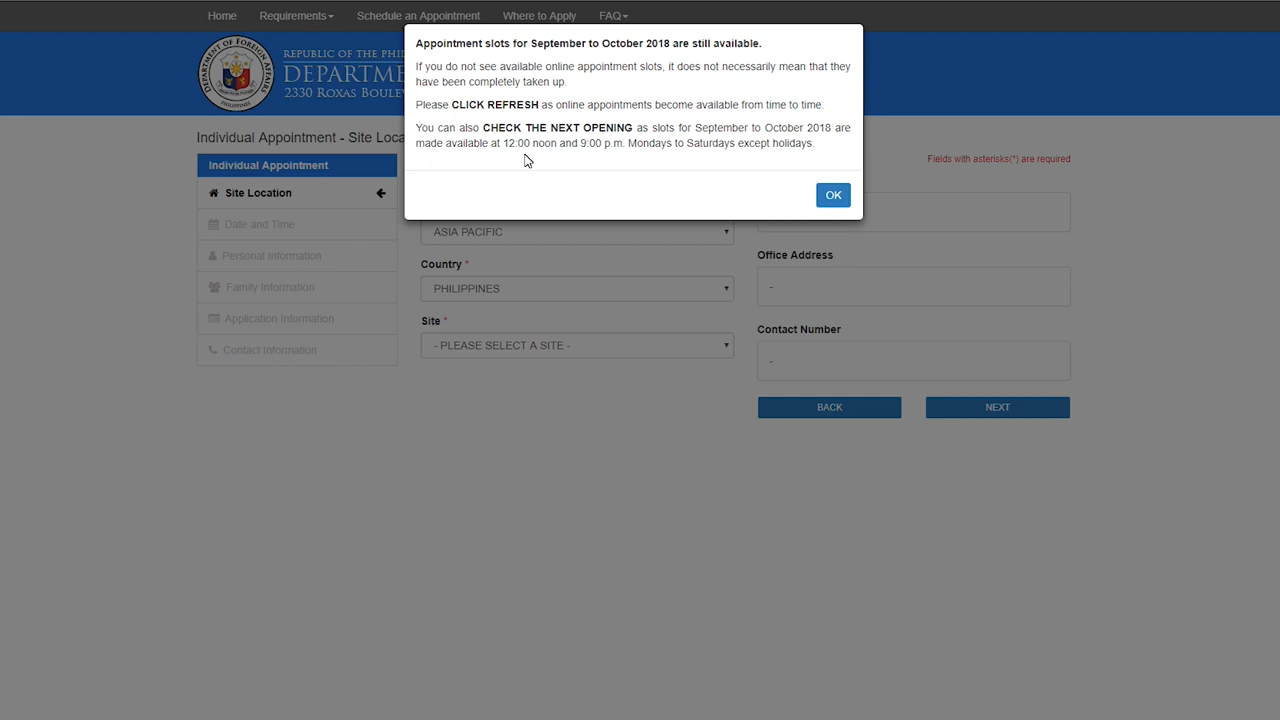 Home Requirements Schedule an Appointment Where to Apply FAQ
REPUBLIC OF THE
DEPARTMENT OF FOREIGN AFFAIRS
PHILIPPINES
2330 ROXAS
Appointment slots for September to October 2018 are still available.
If you do not see available online appointment slots, it does not necessarily mean that they
have been completely taken up.
Please CLICK REFRESH as online appointments become available from time to time.
You can also CHECK THE NEXT OPENING as slots for September to October 2018 are
made available at 12:00 noon and 9:00 p.m. Mondays to Saturdays except holidays.
OK
Individual Appointment - Site
Fields with asterisks(*) are required
Individual Appointment
Site Location
Date and Time
Personal Information
Family Information
Application Information
Contact Information
ASIA PACIFIC
Country *
PHILIPPINES
Site *
- PLEASE SELECT A SITE -
Office Address
-
Contact Number
-
BACK
NEXT